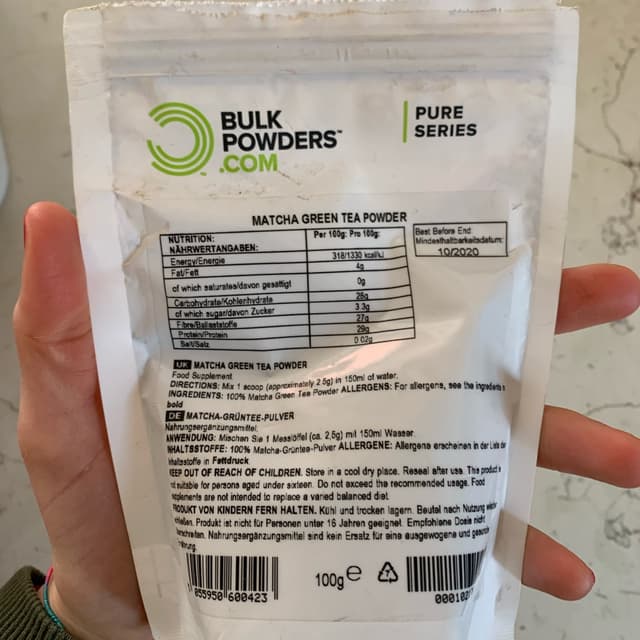 BULK
POWDERS™
.COM
PURE
SERIES
MATCHA GREEN TEA POWDER
NUTRITION:
NÄHRWERTANGABEN:
Per 100g: Pro 100g:
Energy/Energie 318/1330 kcal/kJ
Fat/Fett 4g
of which saturates/davon gesättigt 0g
Carbohydrate/Kohlenhydrate 26g
of which sugar/davon Zucker 3.3g
Fibre/Ballaststoffe 27g
Protein/Protein 29g
Salt/Salz 0.02g
Best Before End:
Mindesthaltbarkeitsdatum:
10/2020
UK MATCHA GREEN TEA POWDER
Food Supplement
DIRECTIONS: Mix 1 scoop (approximately 2.5g) in 150ml of water.
INGREDIENTS: 100% Matcha Green Tea Powder ALLERGENS: For allergens, see the ingredients
bold
DE MATCHA-GRÜNTEE-PULVER
Nahrungsergänzungsmittel
ANWENDUNG: Mischen Sie 1 Messlöffel (ca. 2,5g) mit 150ml Wasser.
INHALTSSTOFFE: 100% Matcha-Grüntee-Pulver ALLERGENE: Allergene erscheinen in der Liste der
Inhaltsstoffe in Fettdruck
KEEP OUT OF REACH OF CHILDREN. Store in a cool dry place. Reseal after use. This product is
not suitable for persons aged under sixteen. Do not exceed the recommended usage. Food
supplements are not intended to replace a varied balanced diet.
PRODUKT VON KINDERN FERN HALTEN. Kühl und trocken lagern. Beutel nach Nutzung wieder
schließen. Produkt ist nicht für Personen unter 16 Jahren geeignet. Empfohlene Dosis nicht
überschreiten. Nahrungsergänzungsmittel sind kein Ersatz für eine ausgewogene und gesunde
Ernährung.
055950 600423
100g e
000102